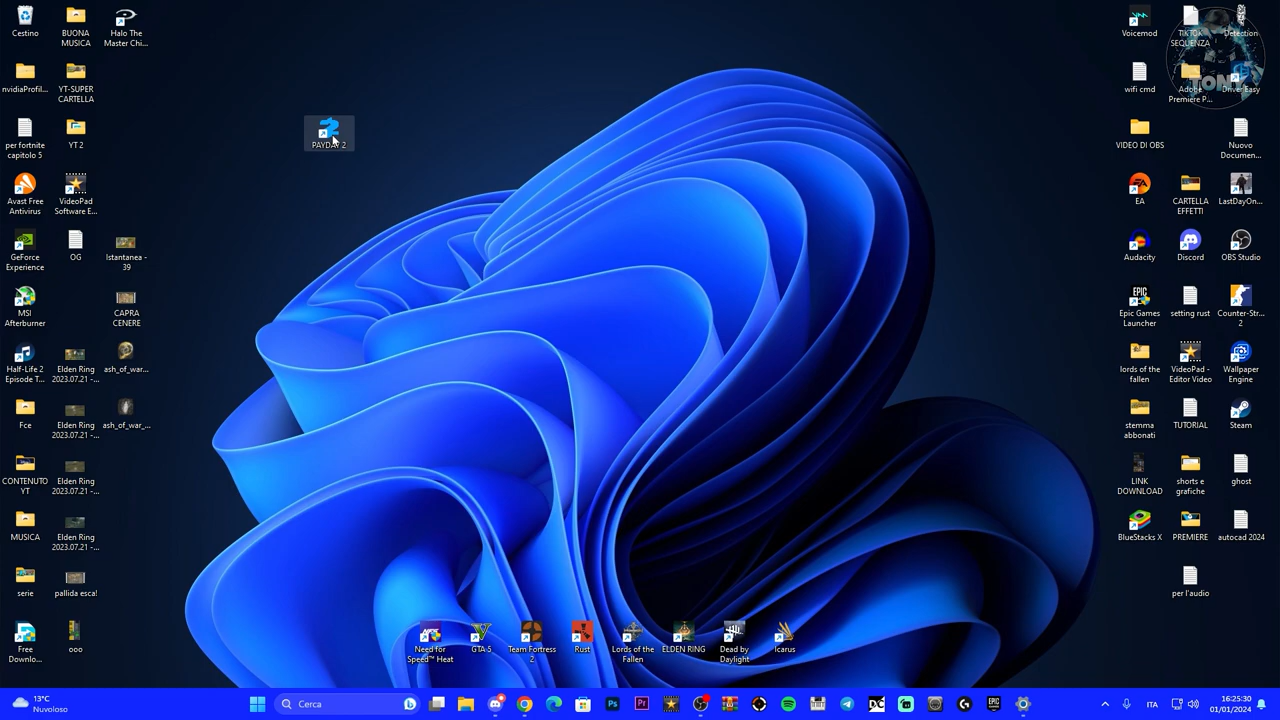 Cestino
BUONA
MUSICA
Halo The
Master Chi...
nvidiaProfil...
YT-SUPER
CARTELLA
per fortnite
capitolo 5
YT 2
PAYDAY 2
Avast Free
Antivirus
VideoPad
Software E...
GeForce
Experience
OG
Istantanea -
39
MSI
Afterburner
CAPRA
CENERE
Half-Life 2
Episode T...
Elden Ring
2023.07.21 -...
ash_of_war...
Fce
Elden Ring
2023.07.21 -...
ash_of_war_...
CONTENUTO
YT
Elden Ring
2023.07.21 -...
MUSICA
Elden Ring
2023.07.21 -...
serie
pallida esca!
Free
Downlo...
ooo
Need for
Speed™ Heat
GTA 5
Team Fortress
2
Rust
Lords of the
Fallen
ELDEN RING
Dead by
Daylight
Icarus
Voicemod
TIKTOK
SEQUENZA
Detection
wifi cmd
Adobe
Premiere P...
Driver Easy
TONY
VIDEO DI OBS
Nuovo
Documen...
EA
CARTELLA
EFFETTI
LastDayOn...
Audacity
Discord
OBS Studio
EPIC
Epic Games
Launcher
setting rust
Counter-Str...
2
lords of the
fallen
VideoPad -
Editor Video
Wallpaper
Engine
stemma
abbonati
TUTORIAL
Steam
LINK
DOWNLOAD
shorts e
grafiche
ghost
BlueStacks X
PREMIERE
autocad 2024
per l'audio
13°C
Nuvoloso
Cerca
Ps
Pr
EPIC
ITA
16:25:30
01/01/2024